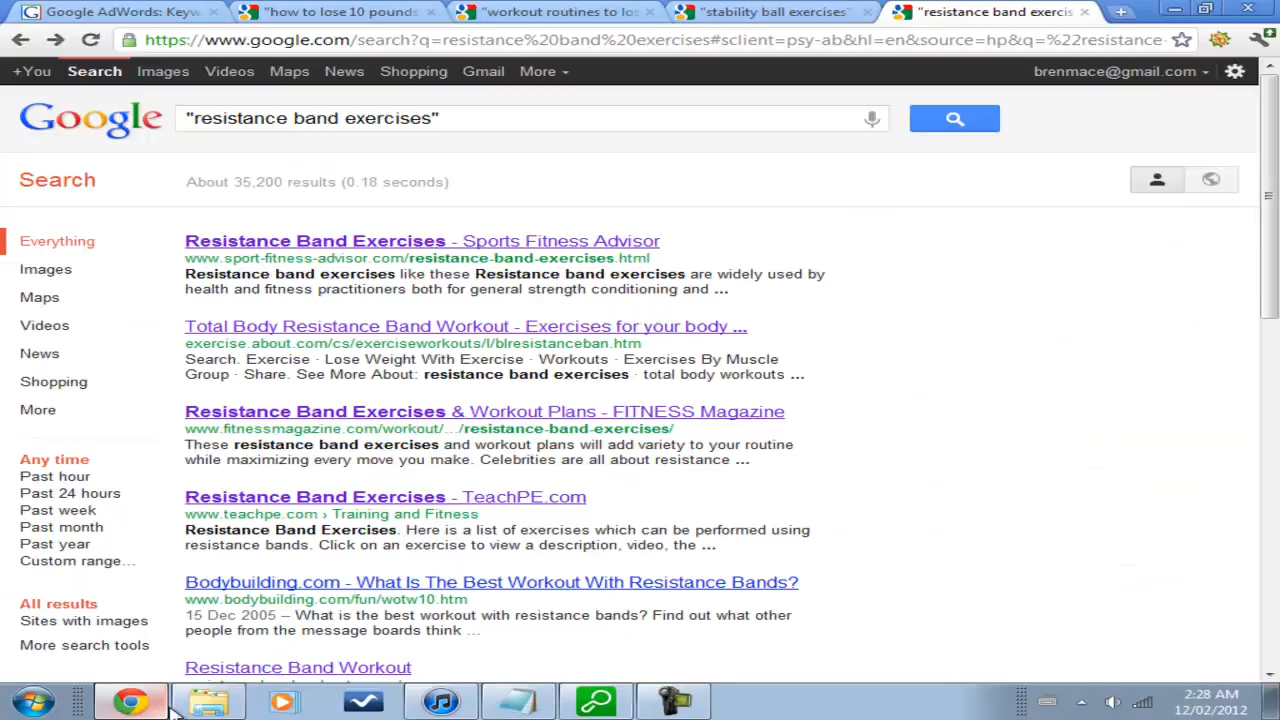 Google AdWords: Keyw
"how to lose 10 pounds
"workout routines to los
"stability ball exercises"
"resistance band exercis
https://www.google.com/search?q=resistance%20band%20exercises#sclient=psy-ab&hl=en&source=hp&q=%22resistance-
+You Search Images Videos Maps News Shopping Gmail More
brenmace@gmail.com
Google
"resistance band exercises"
Search
About 35,200 results (0.18 seconds)
Everything
Images
Maps
Videos
News
Shopping
More
Any time
Past hour
Past 24 hours
Past week
Past month
Past year
Custom range...
All results
Sites with images
More search tools
Resistance Band Exercises - Sports Fitness Advisor
www.sport-fitness-advisor.com/resistance-band-exercises.html
Resistance band exercises like these Resistance band exercises are widely used by
health and fitness practitioners both for general strength conditioning and ...
Total Body Resistance Band Workout - Exercises for your body ...
exercise.about.com/cs/exerciseworkouts/l/blresistanceban.htm
Search. Exercise · Lose Weight With Exercise · Workouts · Exercises By Muscle
Group · Share. See More About: resistance band exercises · total body workouts ...
Resistance Band Exercises & Workout Plans - FITNESS Magazine
www.fitnessmagazine.com/workout/.../resistance-band-exercises/
These resistance band exercises and workout plans will add variety to your routine
while maximizing every move you make. Celebrities are all about resistance ...
Resistance Band Exercises - TeachPE.com
www.teachpe.com › Training and Fitness
Resistance Band Exercises. Here is a list of exercises which can be performed using
resistance bands. Click on an exercise to view a description, video, the ...
Bodybuilding.com - What Is The Best Workout With Resistance Bands?
www.bodybuilding.com/fun/wotw10.htm
15 Dec 2005 – What is the best workout with resistance bands? Find out what other
people from the message boards think ...
Resistance Band Workout
2:28 AM
12/02/2012